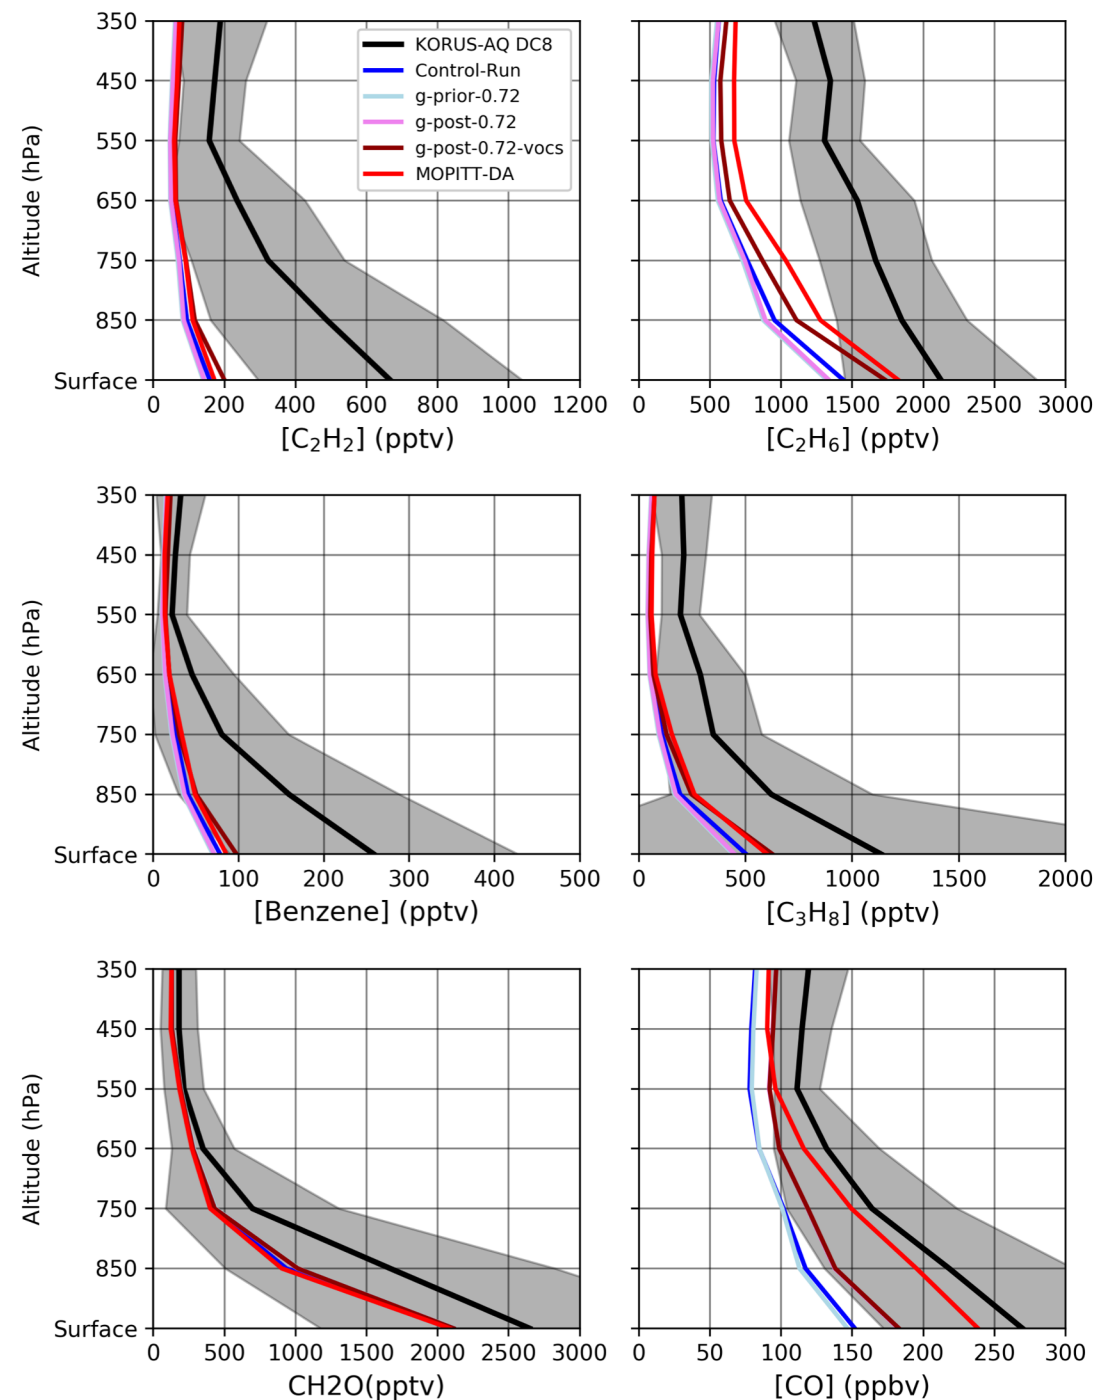 350
450
550
650
750
850
Surface
Altitude (hPa)
KORUS-AQ DC8
Control-Run
g-prior-0.72
g-post-0.72
g-post-0.72-vocs
MOPITT-DA
0 200 400 600 800 1000 1200
[C₂H₂] (pptv)
0 500 1000 1500 2000 2500 3000
[C₂H₆] (pptv)
350
450
550
650
750
850
Surface
Altitude (hPa)
0 100 200 300 400 500
[Benzene] (pptv)
0 500 1000 1500 2000
[C₃H₈] (pptv)
350
450
550
650
750
850
Surface
Altitude (hPa)
0 500 1000 1500 2000 2500 3000
CH2O(pptv)
0 50 100 150 200 250 300
[CO] (ppbv)